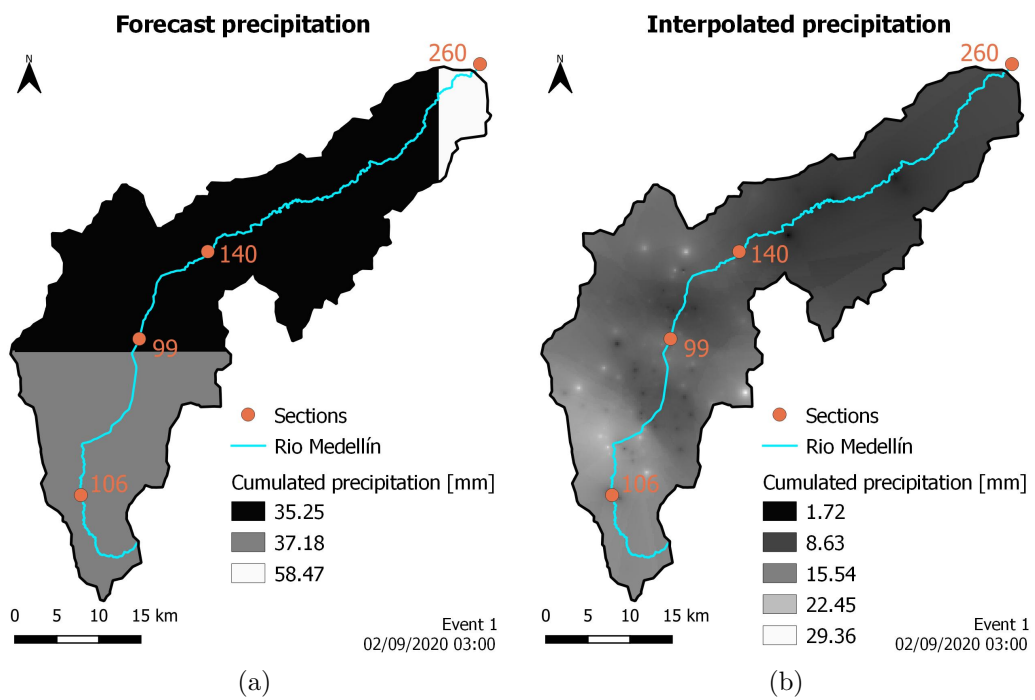 Forecast precipitation
N
260
140
99
106
Sections
Rio Medellín
Cumulated precipitation [mm]
35.25
37.18
58.47
0 5 10 15 km
Event 1
02/09/2020 03:00
(a)
Interpolated precipitation
N
260
140
99
106
Sections
Rio Medellín
Cumulated precipitation [mm]
1.72
8.63
15.54
22.45
29.36
0 5 10 15 km
Event 1
02/09/2020 03:00
(b)